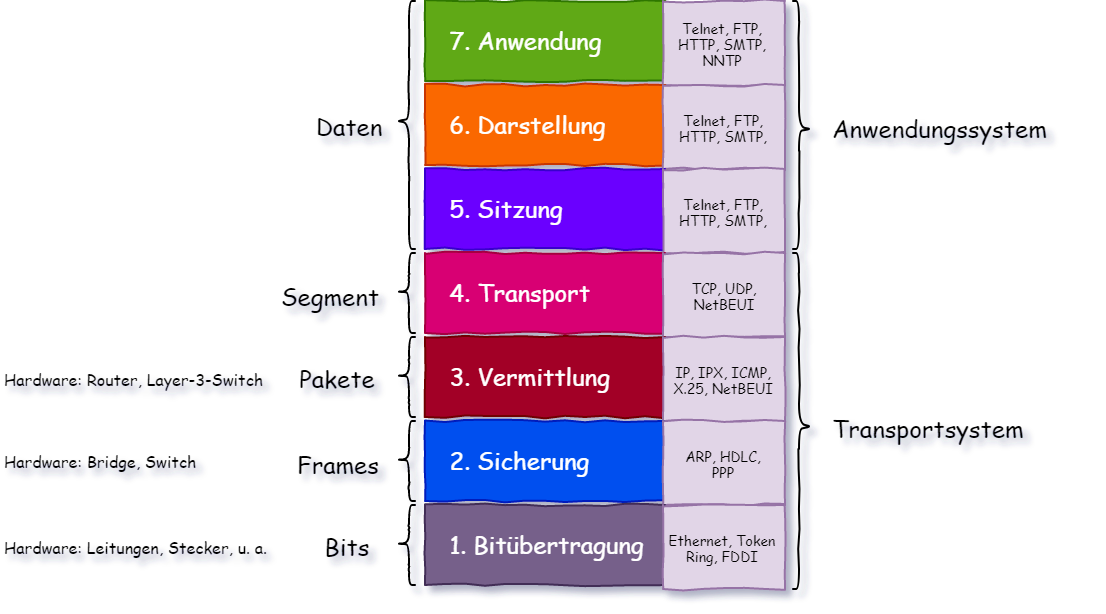 7. Anwendung
Telnet, FTP,
HTTP, SMTP,
NNTP
Daten
6. Darstellung
Telnet, FTP,
HTTP, SMTP,
Anwendungssystem
5. Sitzung
Telnet, FTP,
HTTP, SMTP,
Segment
4. Transport
TCP, UDP,
NetBEUI
Hardware: Router, Layer-3-Switch
Pakete
3. Vermittlung
IP, IPX, ICMP,
X.25, NetBEUI
Transportsystem
Hardware: Bridge, Switch
Frames
2. Sicherung
ARP, HDLC,
PPP
Hardware: Leitungen, Stecker, u. a.
Bits
1. Bitübertragung
Ethernet, Token
Ring, FDDI